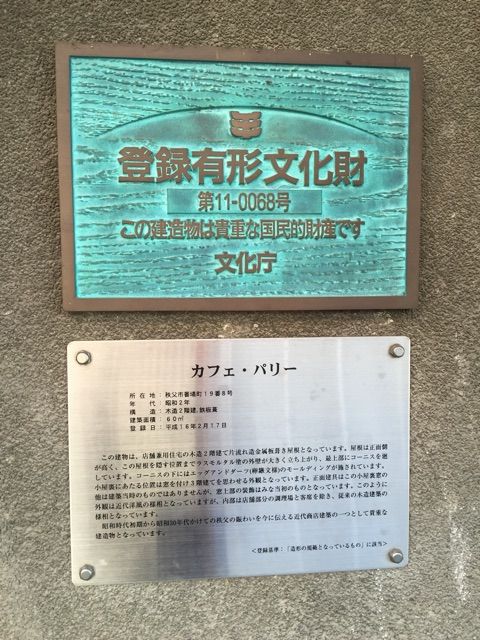 登録有形文化財
第11-0068号
この建造物は貴重な国民的財産です
文化庁
カフェ・パリー
所在地：秩父市番場町19番8号
年代：昭和2年
構造：木造2階建,鉄板葺
建築面積：60㎡
登録日：平成16年2月17日
この建物は、店舗兼用住宅の木造2階建て片流れ造金属板葺き屋根となっています。屋根は正面側
が高く、この屋根を隠す位置までラスモルタル塗の外壁が大きく立ち上がり、最上部にコーニスを廻
しています。コーニスの下にはエッグアンドダーツ(卵鏃文様)のモールディングが施されています。
小屋裏にあたる位置は窓を付け3階建てを思わせる外観となっています。正面建具はこの小屋裏窓の
他は建築当時のものではありませんが、窓上部の装飾はみな当初のものとなっています。このように
外観は近代洋風の様相となっていますが、内部は店舗部分の調理場と客席を除き、従来の木造建築の
様相となっています。
昭和時代初期から昭和30年代かけての秩父の賑わいを今に伝える近代商店建築の一つとして貴重な
建造物となっています。
<登録基準：「造形の規範となっているもの」に該当>